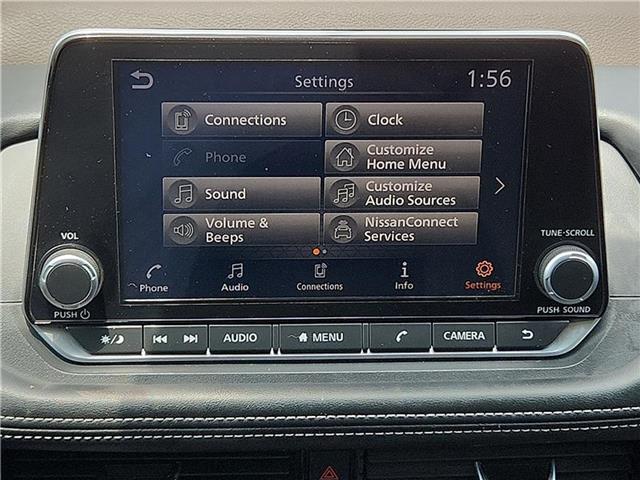 Settings
1:56
Connections
Clock
Phone
Customize
Home Menu
Sound
Customize
Audio Sources
Volume &
Beeps
NissanConnect
Services
Phone
Audio
Connections
Info
Settings
VOL
PUSH
TUNE·SCROLL
PUSH SOUND
AUDIO
MENU
CAMERA